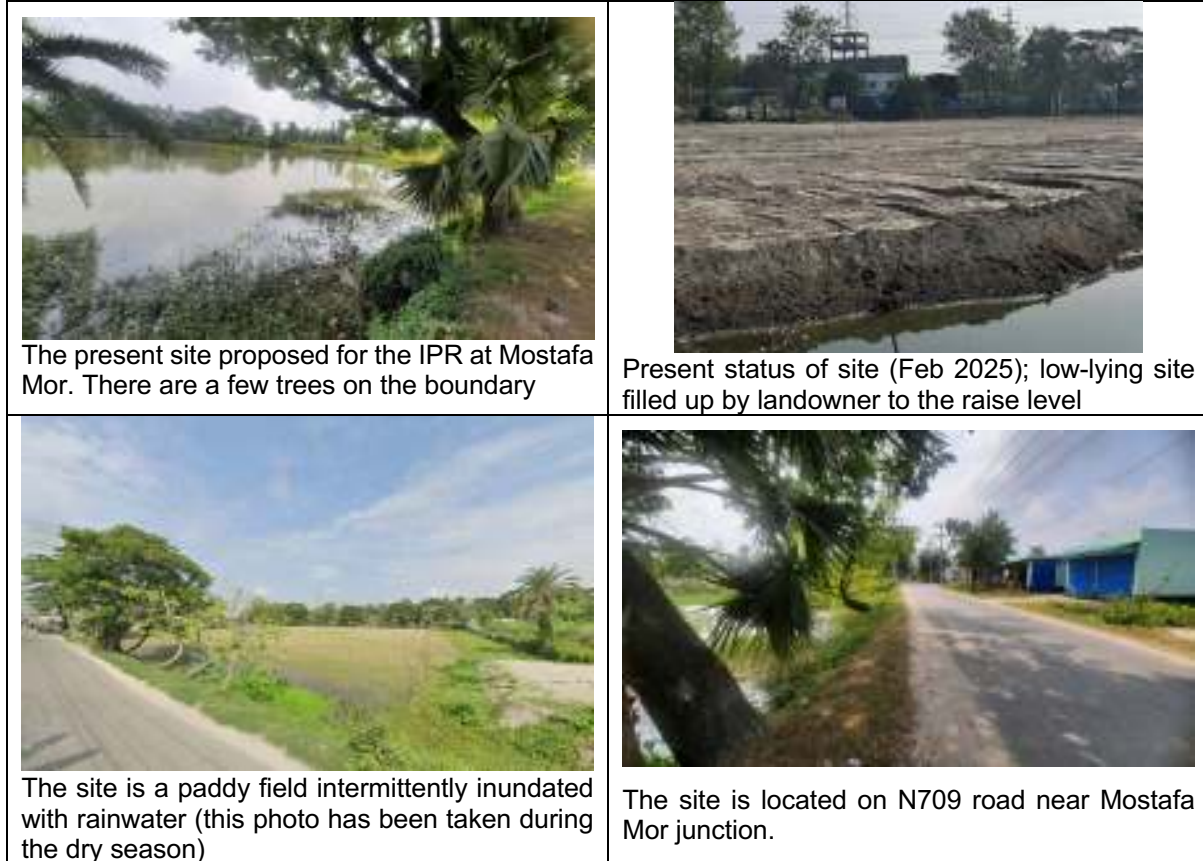 The present site proposed for the IPR at Mostafa
Mor. There are a few trees on the boundary
Present status of site (Feb 2025); low-lying site
filled up by landowner to the raise level
The site is a paddy field intermittently inundated
with rainwater (this photo has been taken during
the dry season)
The site is located on N709 road near Mostafa
Mor junction.